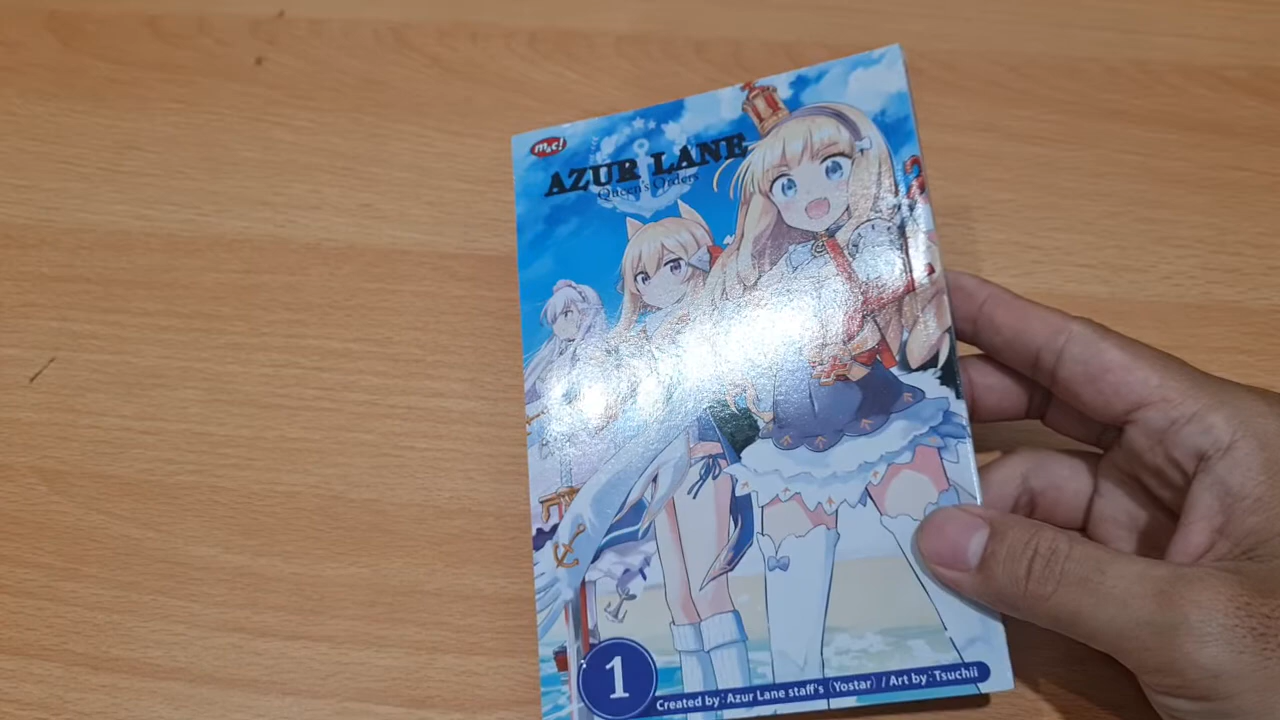 m&c!
AZUR LANE
Queen's Orders
1
Created by: Azur Lane staff's (Yostar) / Art by: Tsuchii